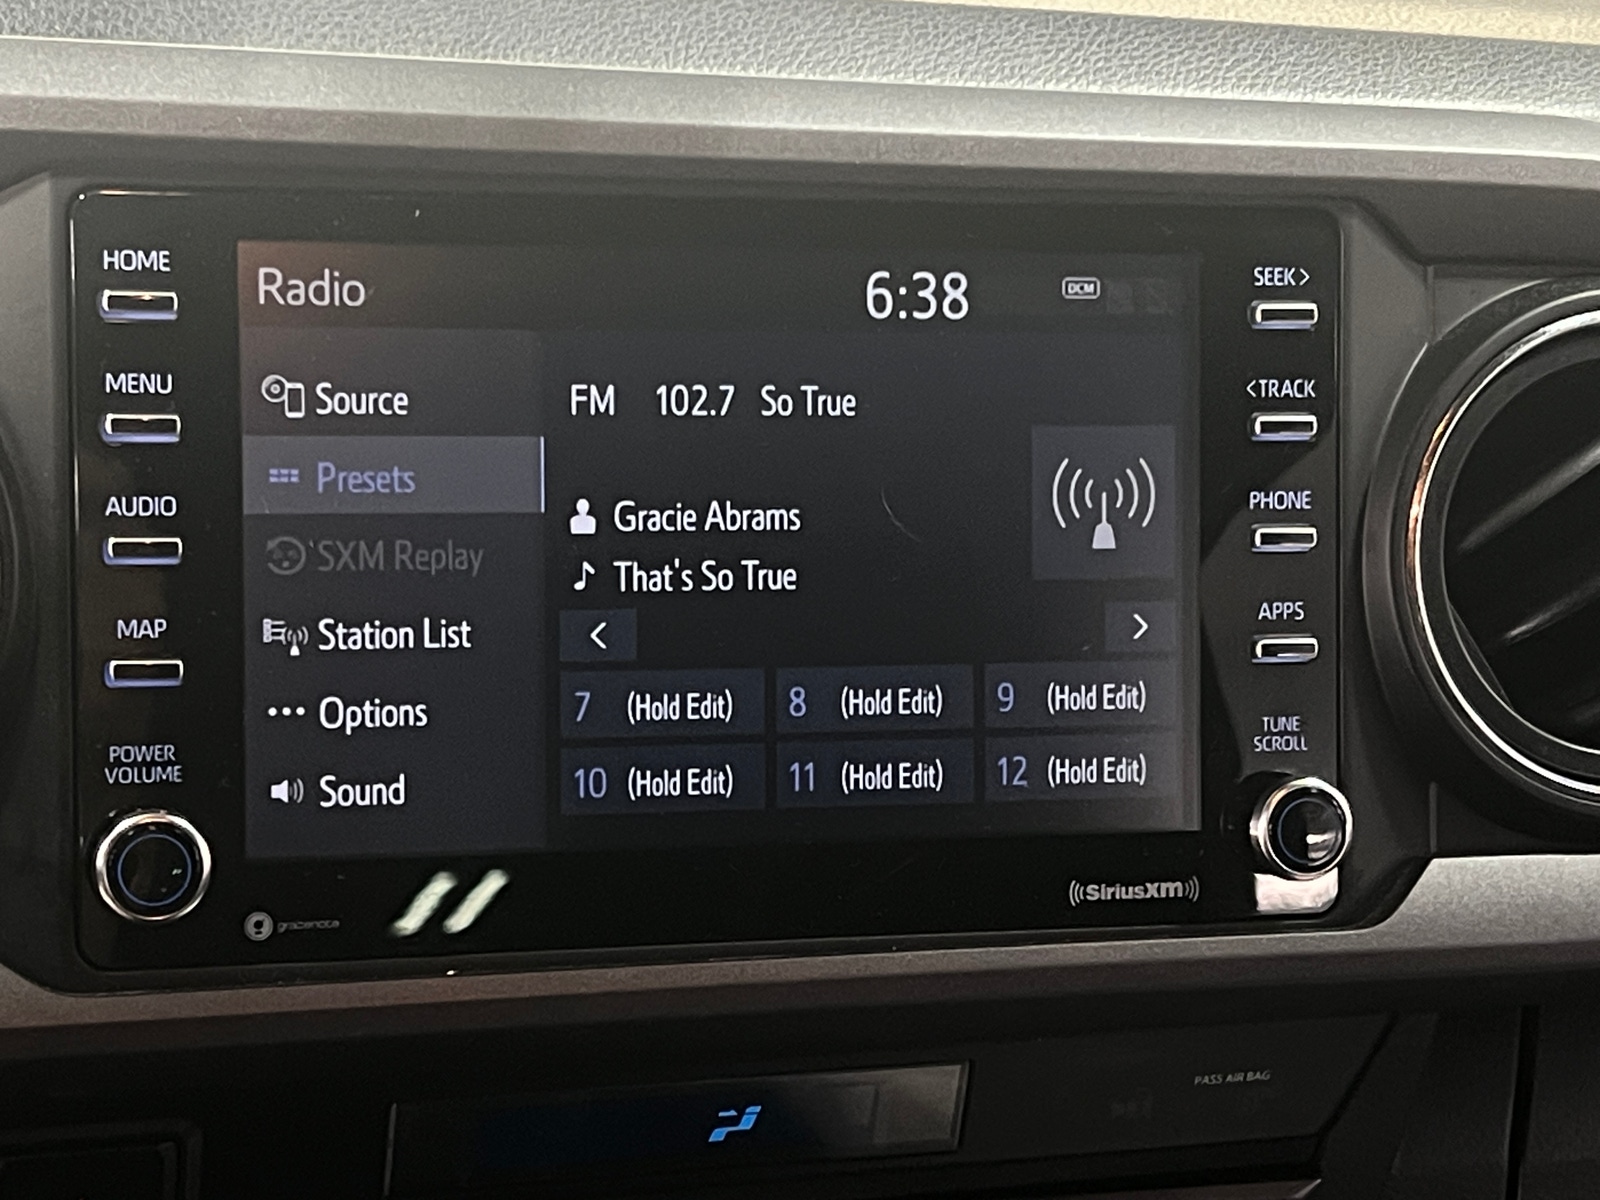 HOME
MENU
AUDIO
MAP
POWER
VOLUME
Radio
6:38
DCM
Source
Presets
SXM Replay
Station List
Options
Sound
FM 102.7 So True
Gracie Abrams
That's So True
<
>
7 (Hold Edit) 8 (Hold Edit) 9 (Hold Edit)
10 (Hold Edit) 11 (Hold Edit) 12 (Hold Edit)
SEEK>
<TRACK
PHONE
APPS
TUNE
SCROLL
gracenote
SiriusXM
PASS AIR BAG